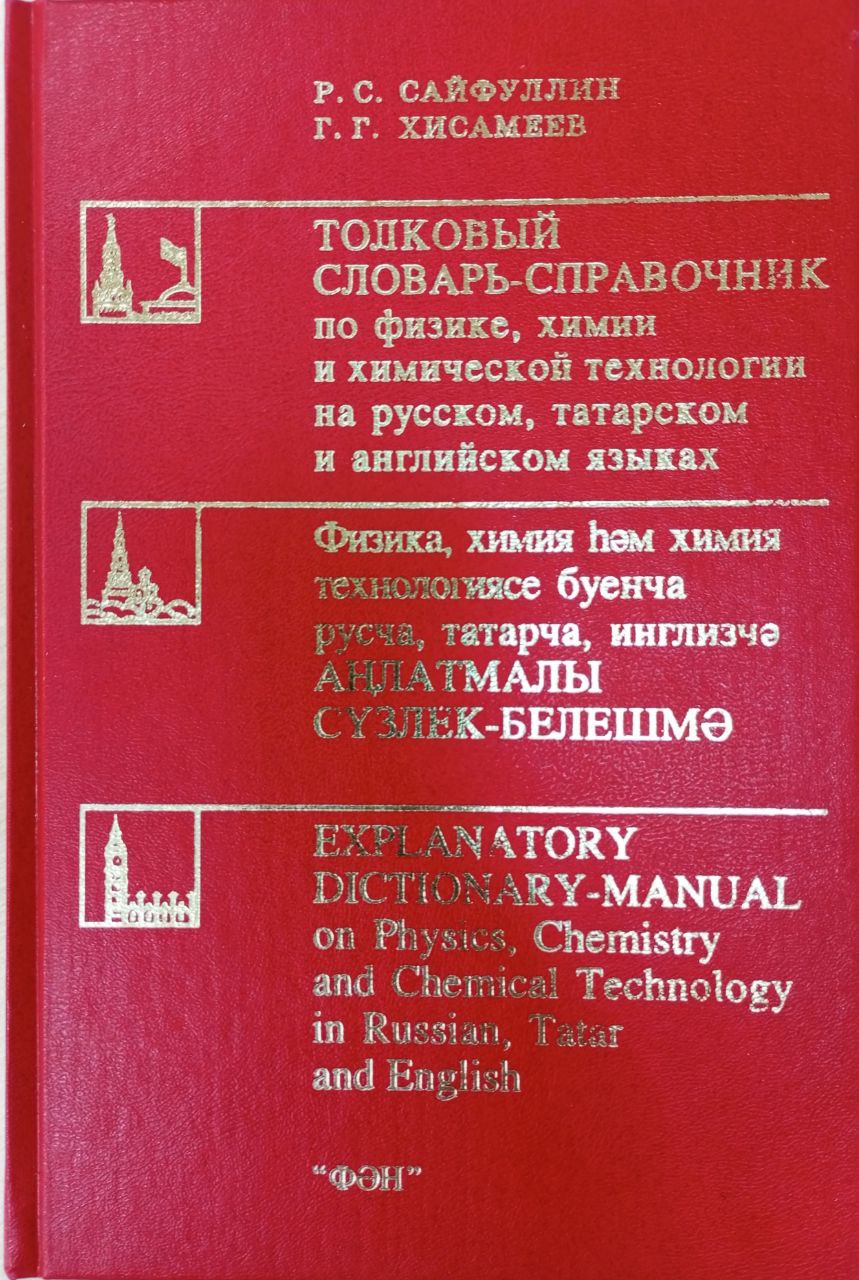 Р. С. САЙФУЛЛИН
Г. Г. ХИСАМЕЕВ
ТОЛКОВЫЙ
СЛОВАРЬ-СПРАВОЧНИК
по физике, химии
и химической технологии
на русском, татарском
и английском языках
Физика, химия һәм химия
технологиясе буенча
русча, татарча, инглизчә
АҢЛАТМАЛЫ
СҮЗЛЕК-БЕЛЕШМӘ
EXPLANATORY
DICTIONARY-MANUAL
on Physics, Chemistry
and Chemical Technology
in Russian, Tatar
and English
“ФӘН”